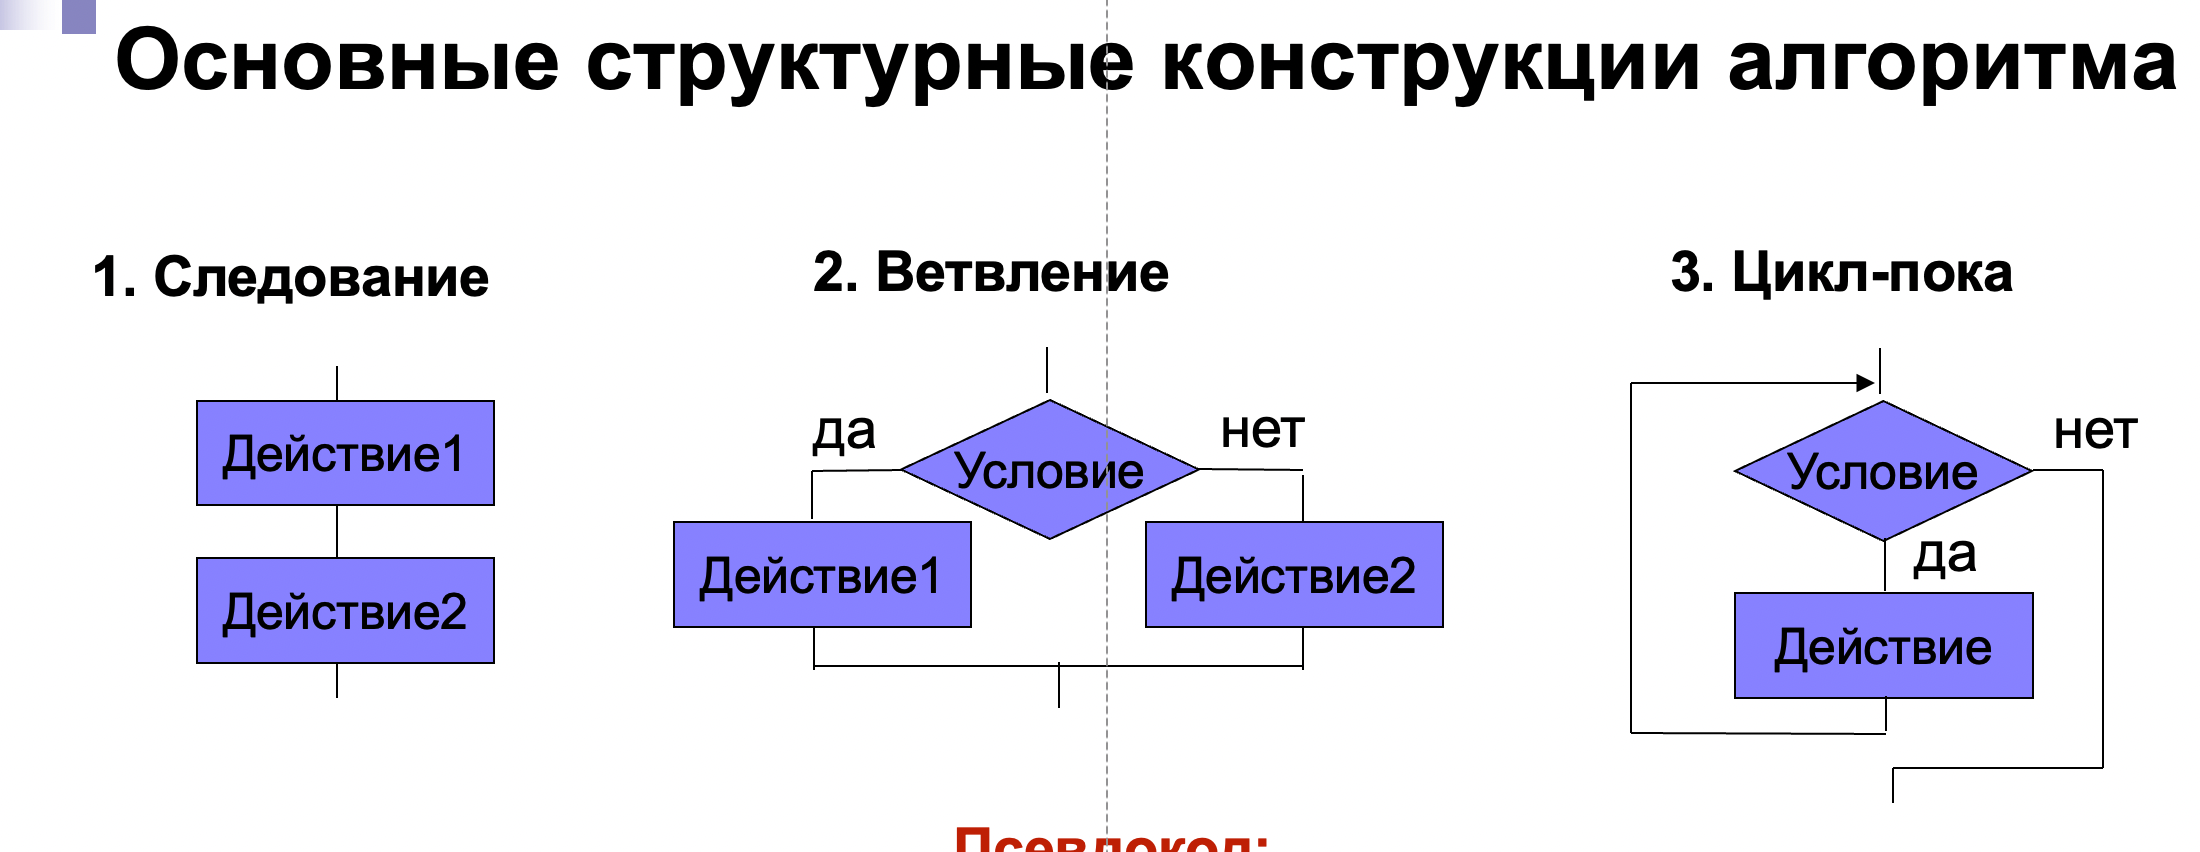 Основные структурные конструкции алгоритма
1. Следование
2. Ветвление
3. Цикл-пока
Действие1
Действие2
да
нет
Условие
Действие1
Действие2
нет
Условие
да
Действие
Псевдокод: